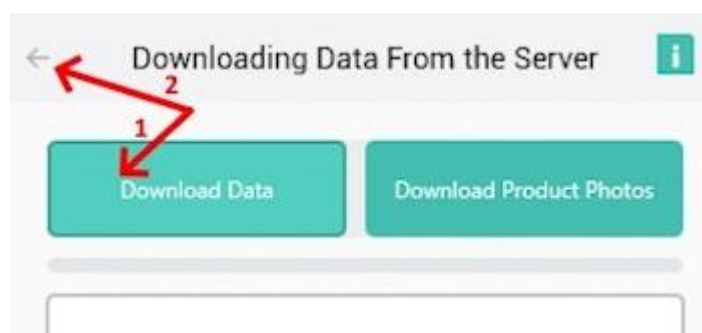 Downloading Data From the Server
i
2
1
Download Data
Download Product Photos